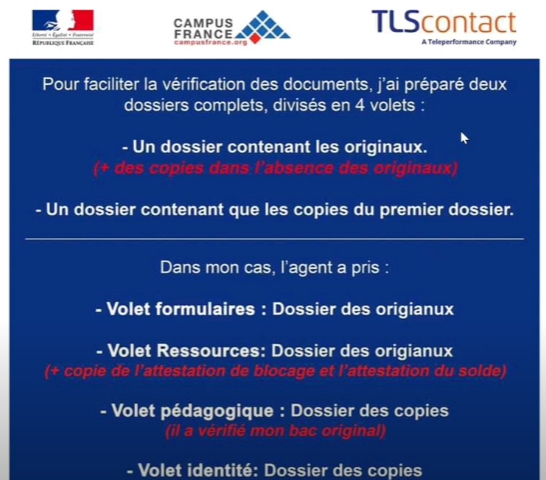 Liberté • Égalité • Fraternité
RÉPUBLIQUE FRANÇAISE
CAMPUS
FRANCE
campusfrance.org
TLScontact
A Teleperformance Company
Pour faciliter la vérification des documents, j'ai préparé deux
dossiers complets, divisés en 4 volets :
- Un dossier contenant les originaux.
(+ des copies dans l'absence des originaux)
- Un dossier contenant que les copies du premier dossier.
Dans mon cas, l'agent a pris :
- Volet formulaires : Dossier des origianux
- Volet Ressources: Dossier des origianux
(+ copie de l'attestation de blocage et l'attestation du solde)
- Volet pédagogique : Dossier des copies
(il a vérifié mon bac original)
- Volet identité: Dossier des copies